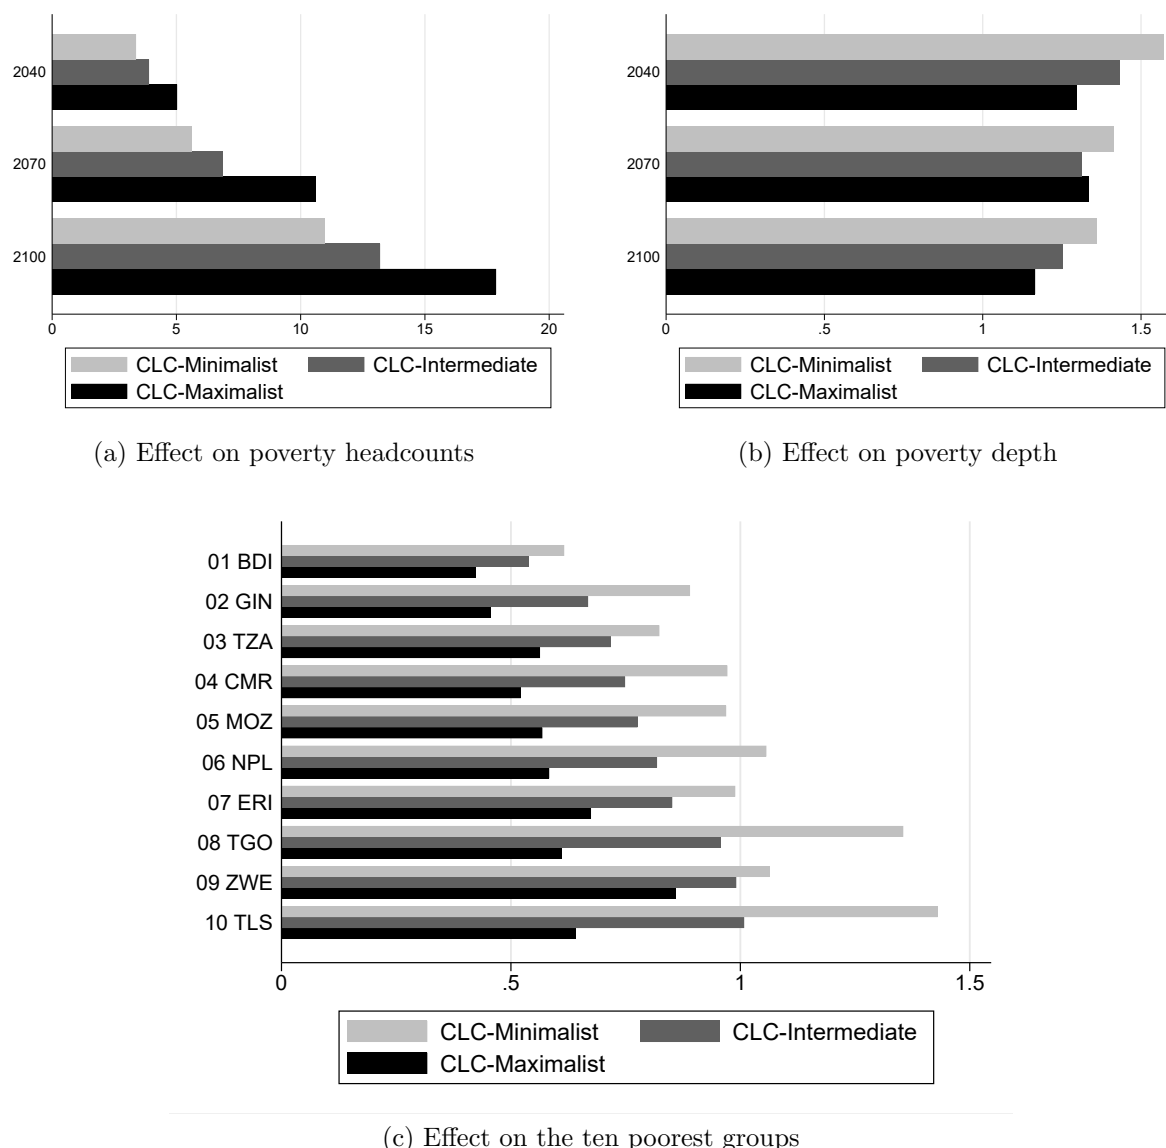 2040
2070
2100
0 5 10 15 20
CLC-Minimalist CLC-Intermediate
CLC-Maximalist
(a) Effect on poverty headcounts
2040
2070
2100
0 .5 1 1.5
CLC-Minimalist CLC-Intermediate
CLC-Maximalist
(b) Effect on poverty depth
01 BDI
02 GIN
03 TZA
04 CMR
05 MOZ
06 NPL
07 ERI
08 TGO
09 ZWE
10 TLS
0 .5 1 1.5
CLC-Minimalist CLC-Intermediate
CLC-Maximalist
(c) Effect on the ten poorest groups